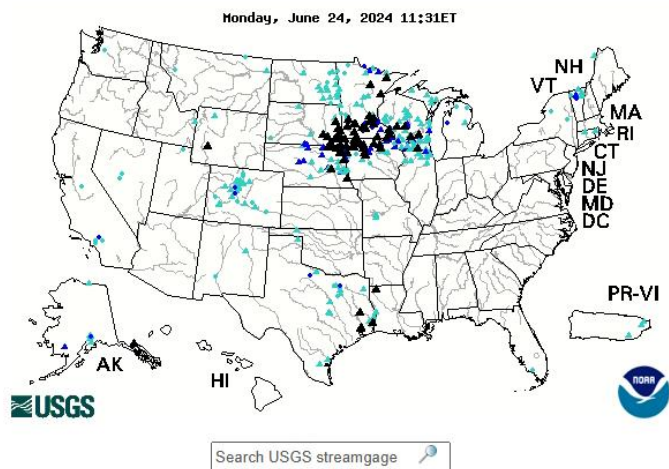 Monday, June 24, 2024 11:31ET
NH
VT
MA
RI
CT
NJ
DE
MD
DC
PR-VI
AK
HI
USGS
NOAA
Search USGS streamgage